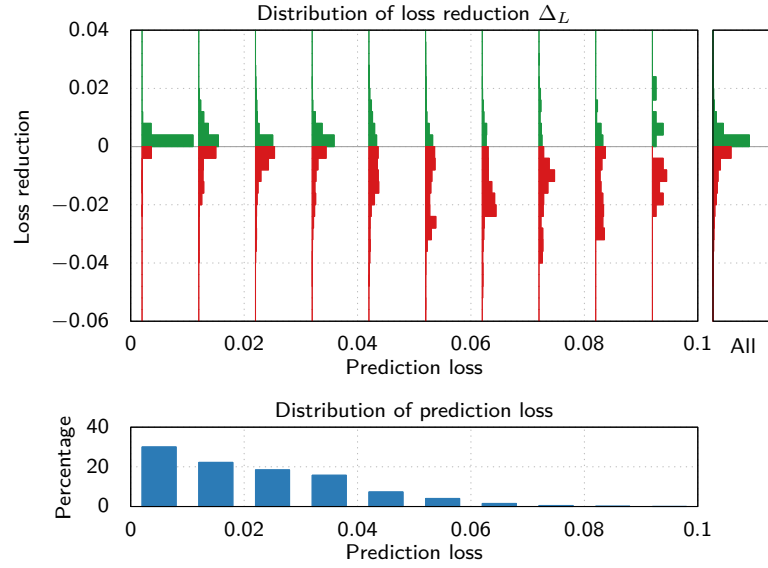 Distribution of loss reduction Δ_L
0.04
0.02
0
−0.02
−0.04
−0.06
Loss reduction
0 0.02 0.04 0.06 0.08 0.1
All
Prediction loss
Distribution of prediction loss
40
20
0
Percentage
0 0.02 0.04 0.06 0.08 0.1
Prediction loss